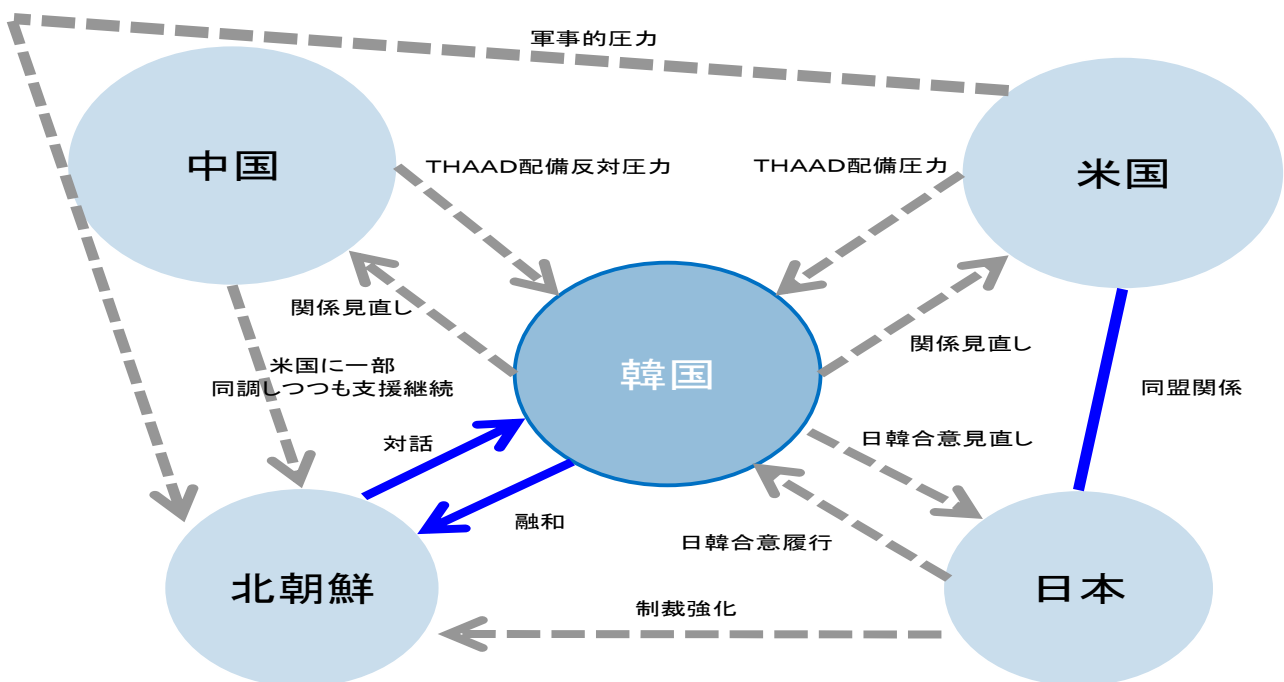 軍事的圧力
中国
THAAD配備反対圧力
THAAD配備圧力
米国
関係見直し
関係見直し
米国に一部
同調しつつも支援継続
韓国
同盟関係
対話
日韓合意見直し
融和
日韓合意履行
北朝鮮
日本
制裁強化